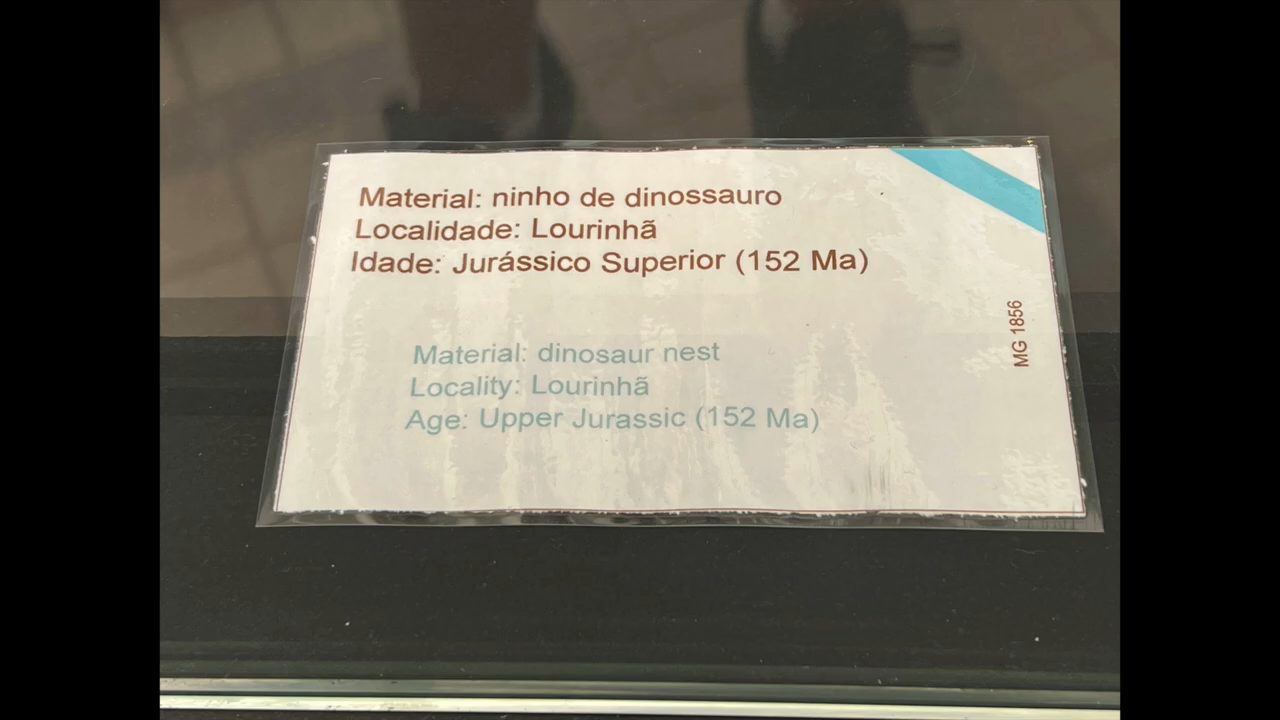 Material: ninho de dinossauro
Localidade: Lourinhã
Idade: Jurássico Superior (152 Ma)
Material: dinosaur nest
Locality: Lourinhã
Age: Upper Jurassic (152 Ma)
MG 1856